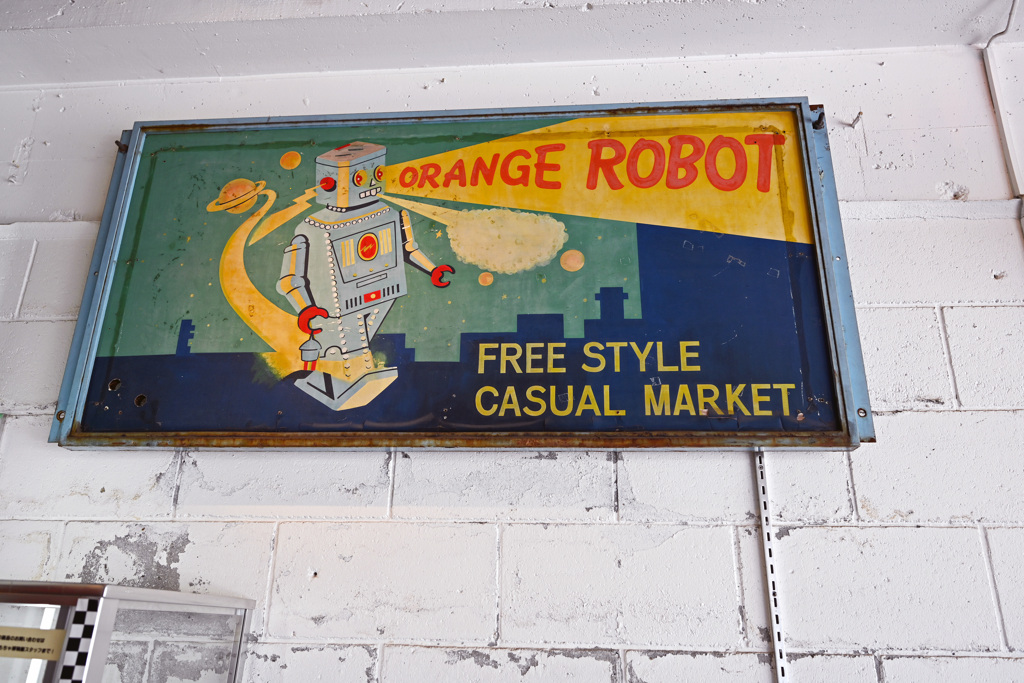 ORANGE ROBOT
FREE STYLE
CASUAL MARKET